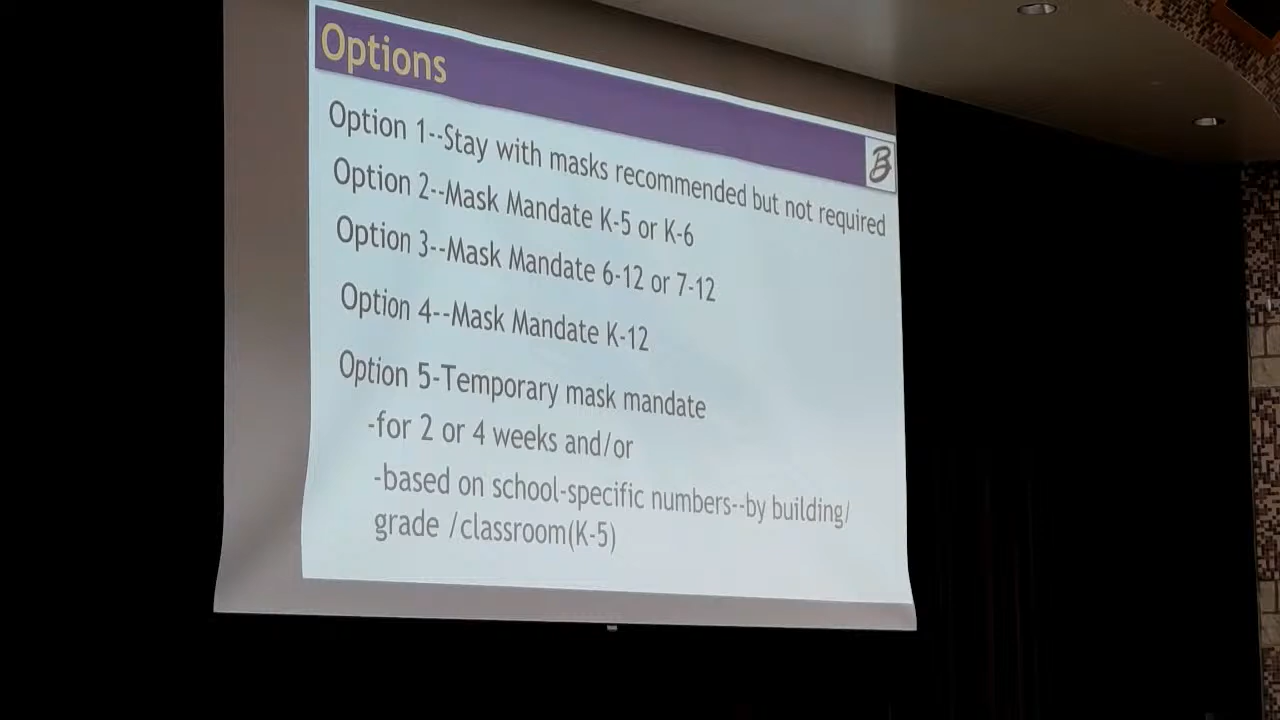 Options
B
Option 1--Stay with masks recommended but not required
Option 2--Mask Mandate K-5 or K-6
Option 3--Mask Mandate 6-12 or 7-12
Option 4--Mask Mandate K-12
Option 5-Temporary mask mandate
-for 2 or 4 weeks and/or
-based on school-specific numbers--by building/
grade /classroom(K-5)